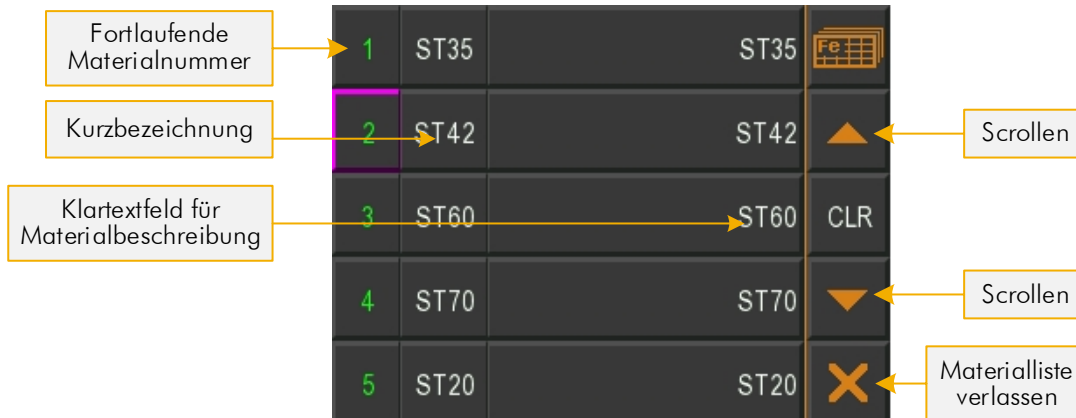 Fortlaufende
Materialnummer
Kurzbezeichnung
Klartextfeld für
Materialbeschreibung
1 ST35 ST35 Fe
2 ST42 ST42
3 ST60 ST60 CLR
4 ST70 ST70
5 ST20 ST20
Scrollen
Scrollen
Materialliste
verlassen